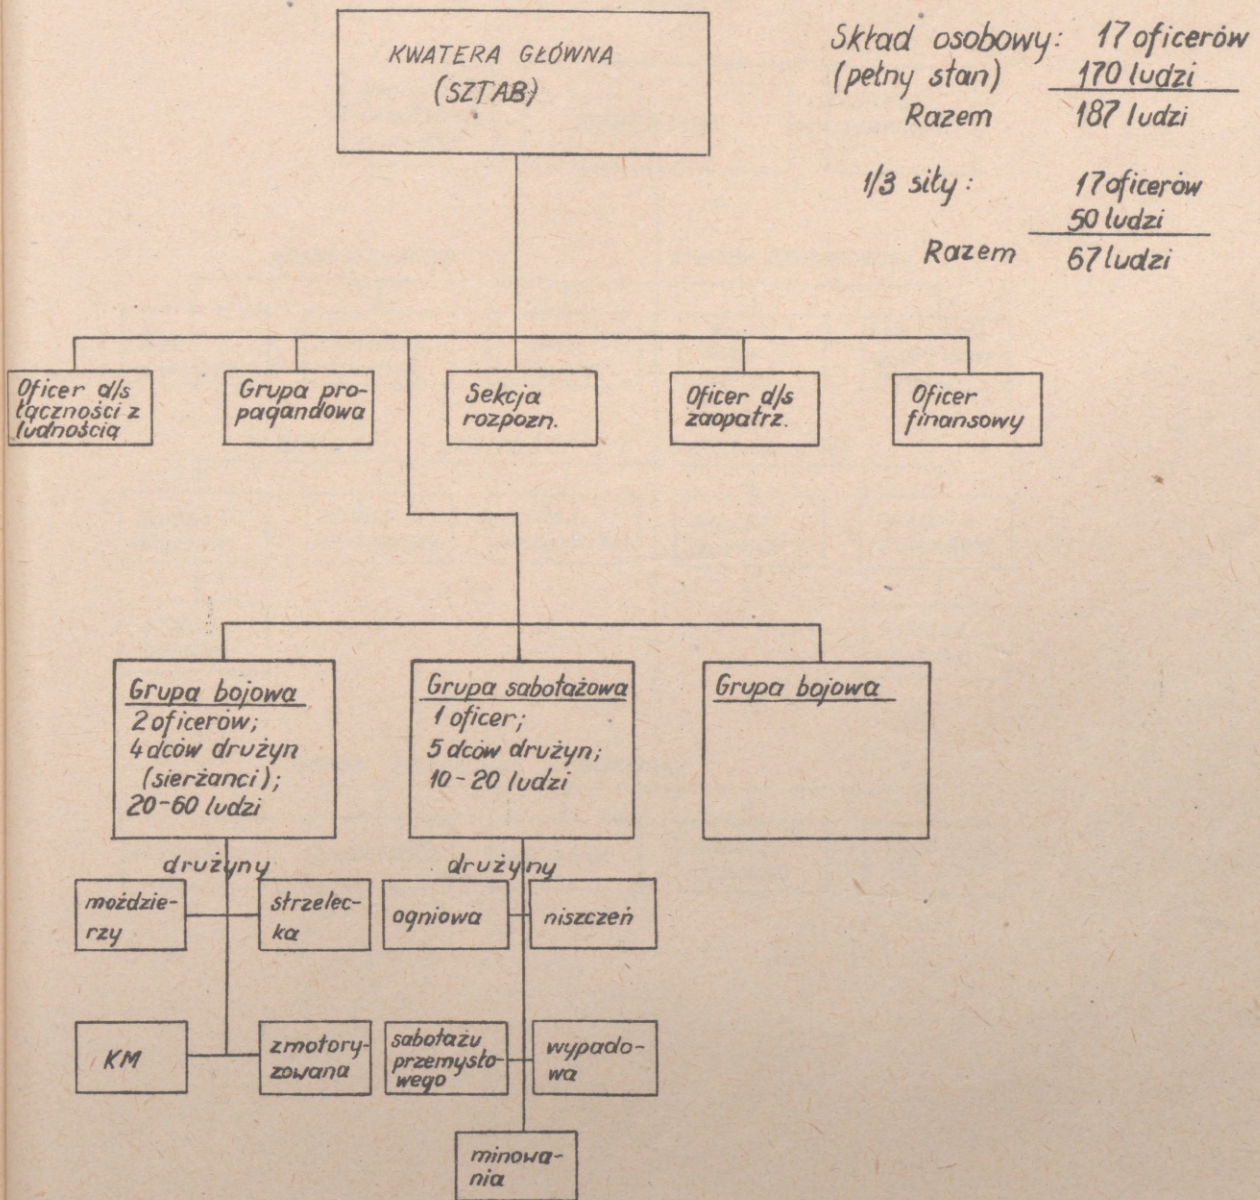 KWATERA GŁÓWNA
(SZTAB)
Skład osobowy: 17 oficerów
(pełny stan) 170 ludzi
Razem 187 ludzi
1/3 siły: 17 oficerów
50 ludzi
Razem 67 ludzi
Oficer d/s
łączności z
ludnością
Grupa pro-
pagandowa
Sekcja
rozpozn.
Oficer d/s
zaopatrz.
Oficer
finansowy
Grupa bojowa
2 oficerów;
4 dców drużyn
(sierżanci);
20-60 ludzi
Grupa sabotażowa
1 oficer;
5 dców drużyn;
10-20 ludzi
Grupa bojowa
drużyny
moździe-
rzy
strzelec-
ka
KM
zmotory-
zowana
drużyny
ogniowa
niszczeń
sabotażu
przemysło-
wego
wypado-
wa
minowa-
nia